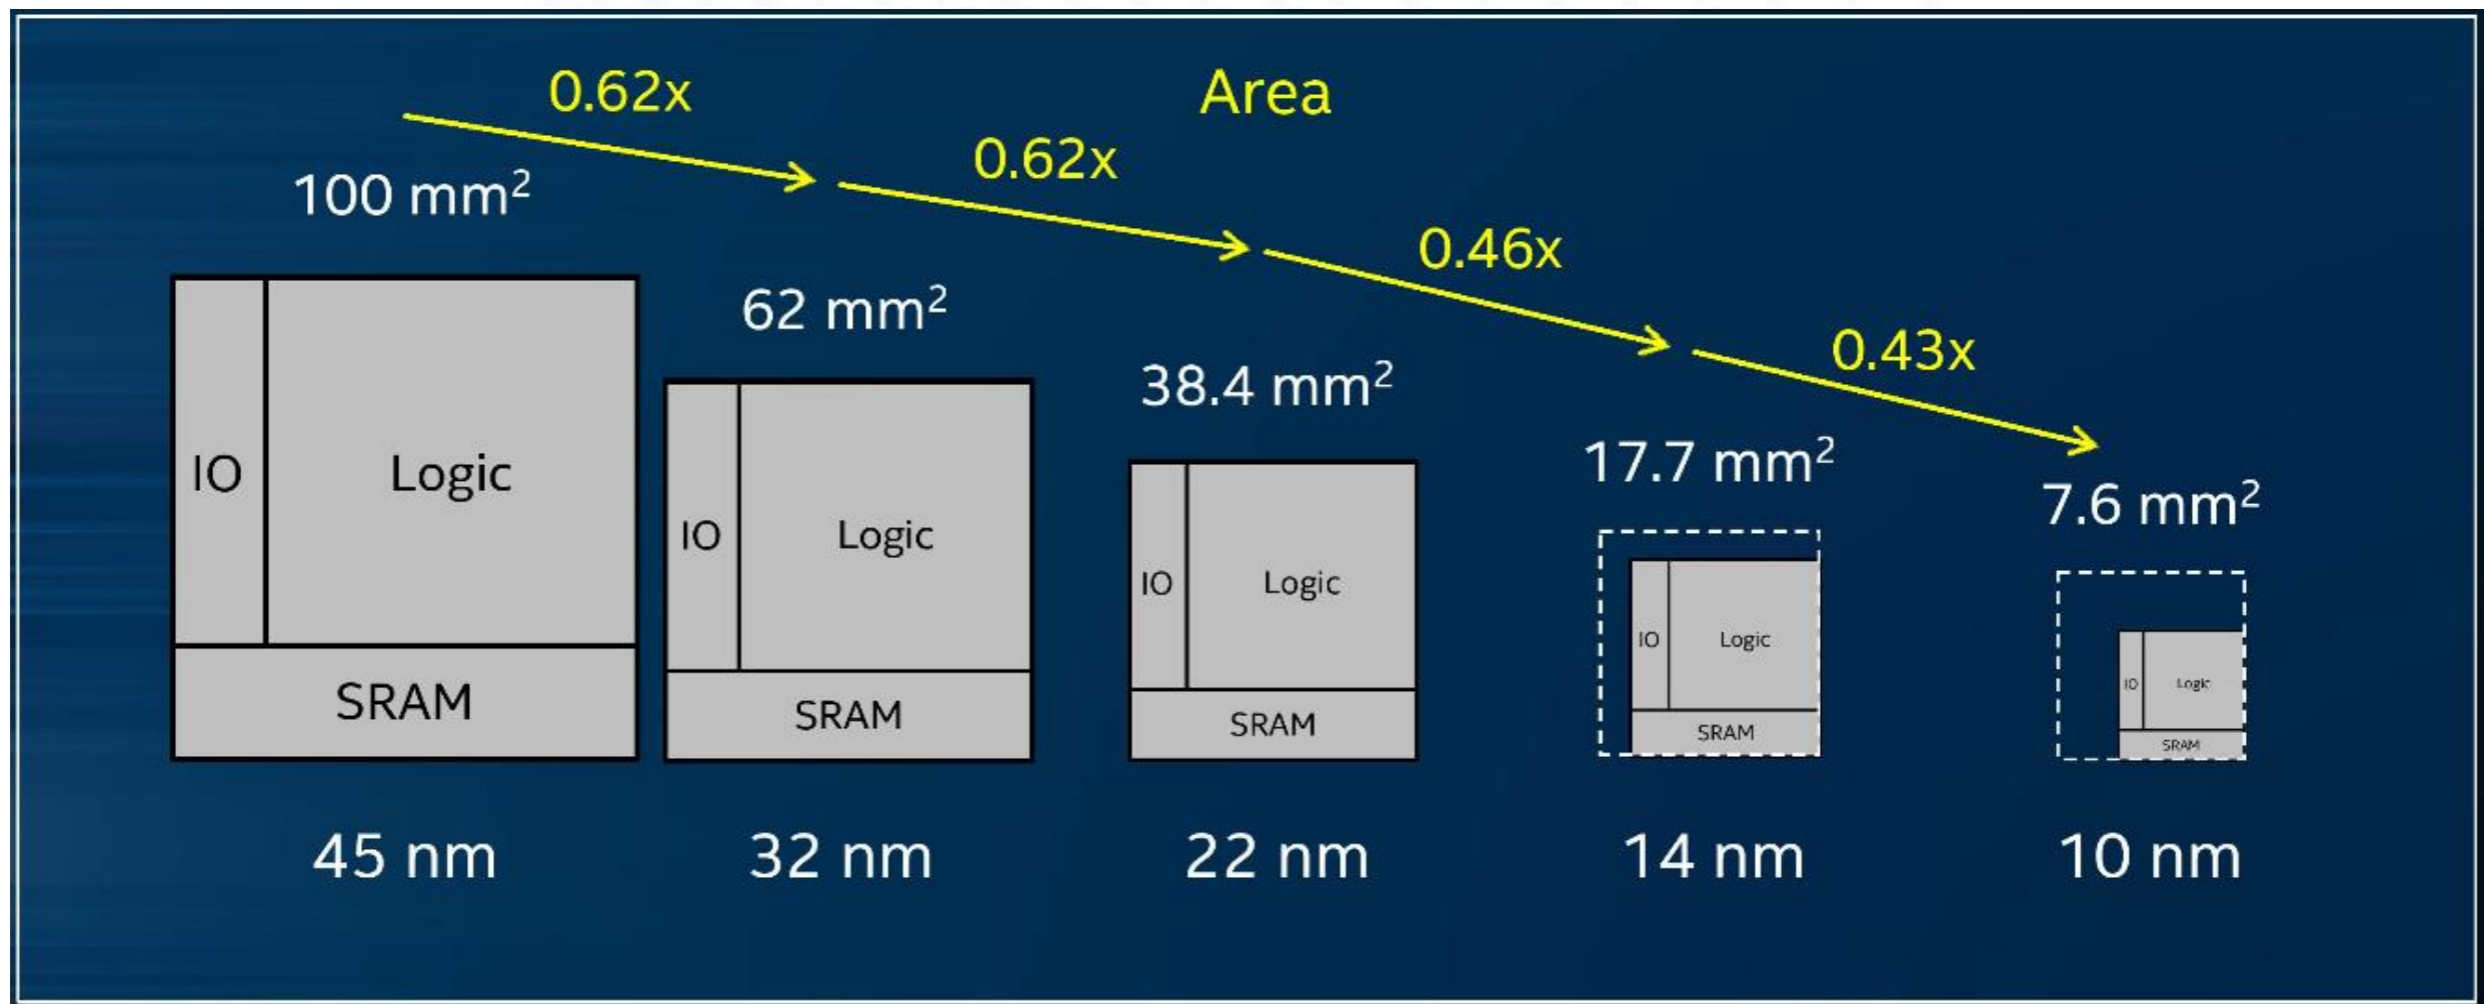 Area
0.62x
0.62x
0.46x
0.43x
100 mm²
62 mm²
38.4 mm²
17.7 mm²
7.6 mm²
IO
Logic
SRAM
IO
Logic
SRAM
IO
Logic
SRAM
IO
Logic
SRAM
IO
Logic
SRAM
45 nm
32 nm
22 nm
14 nm
10 nm